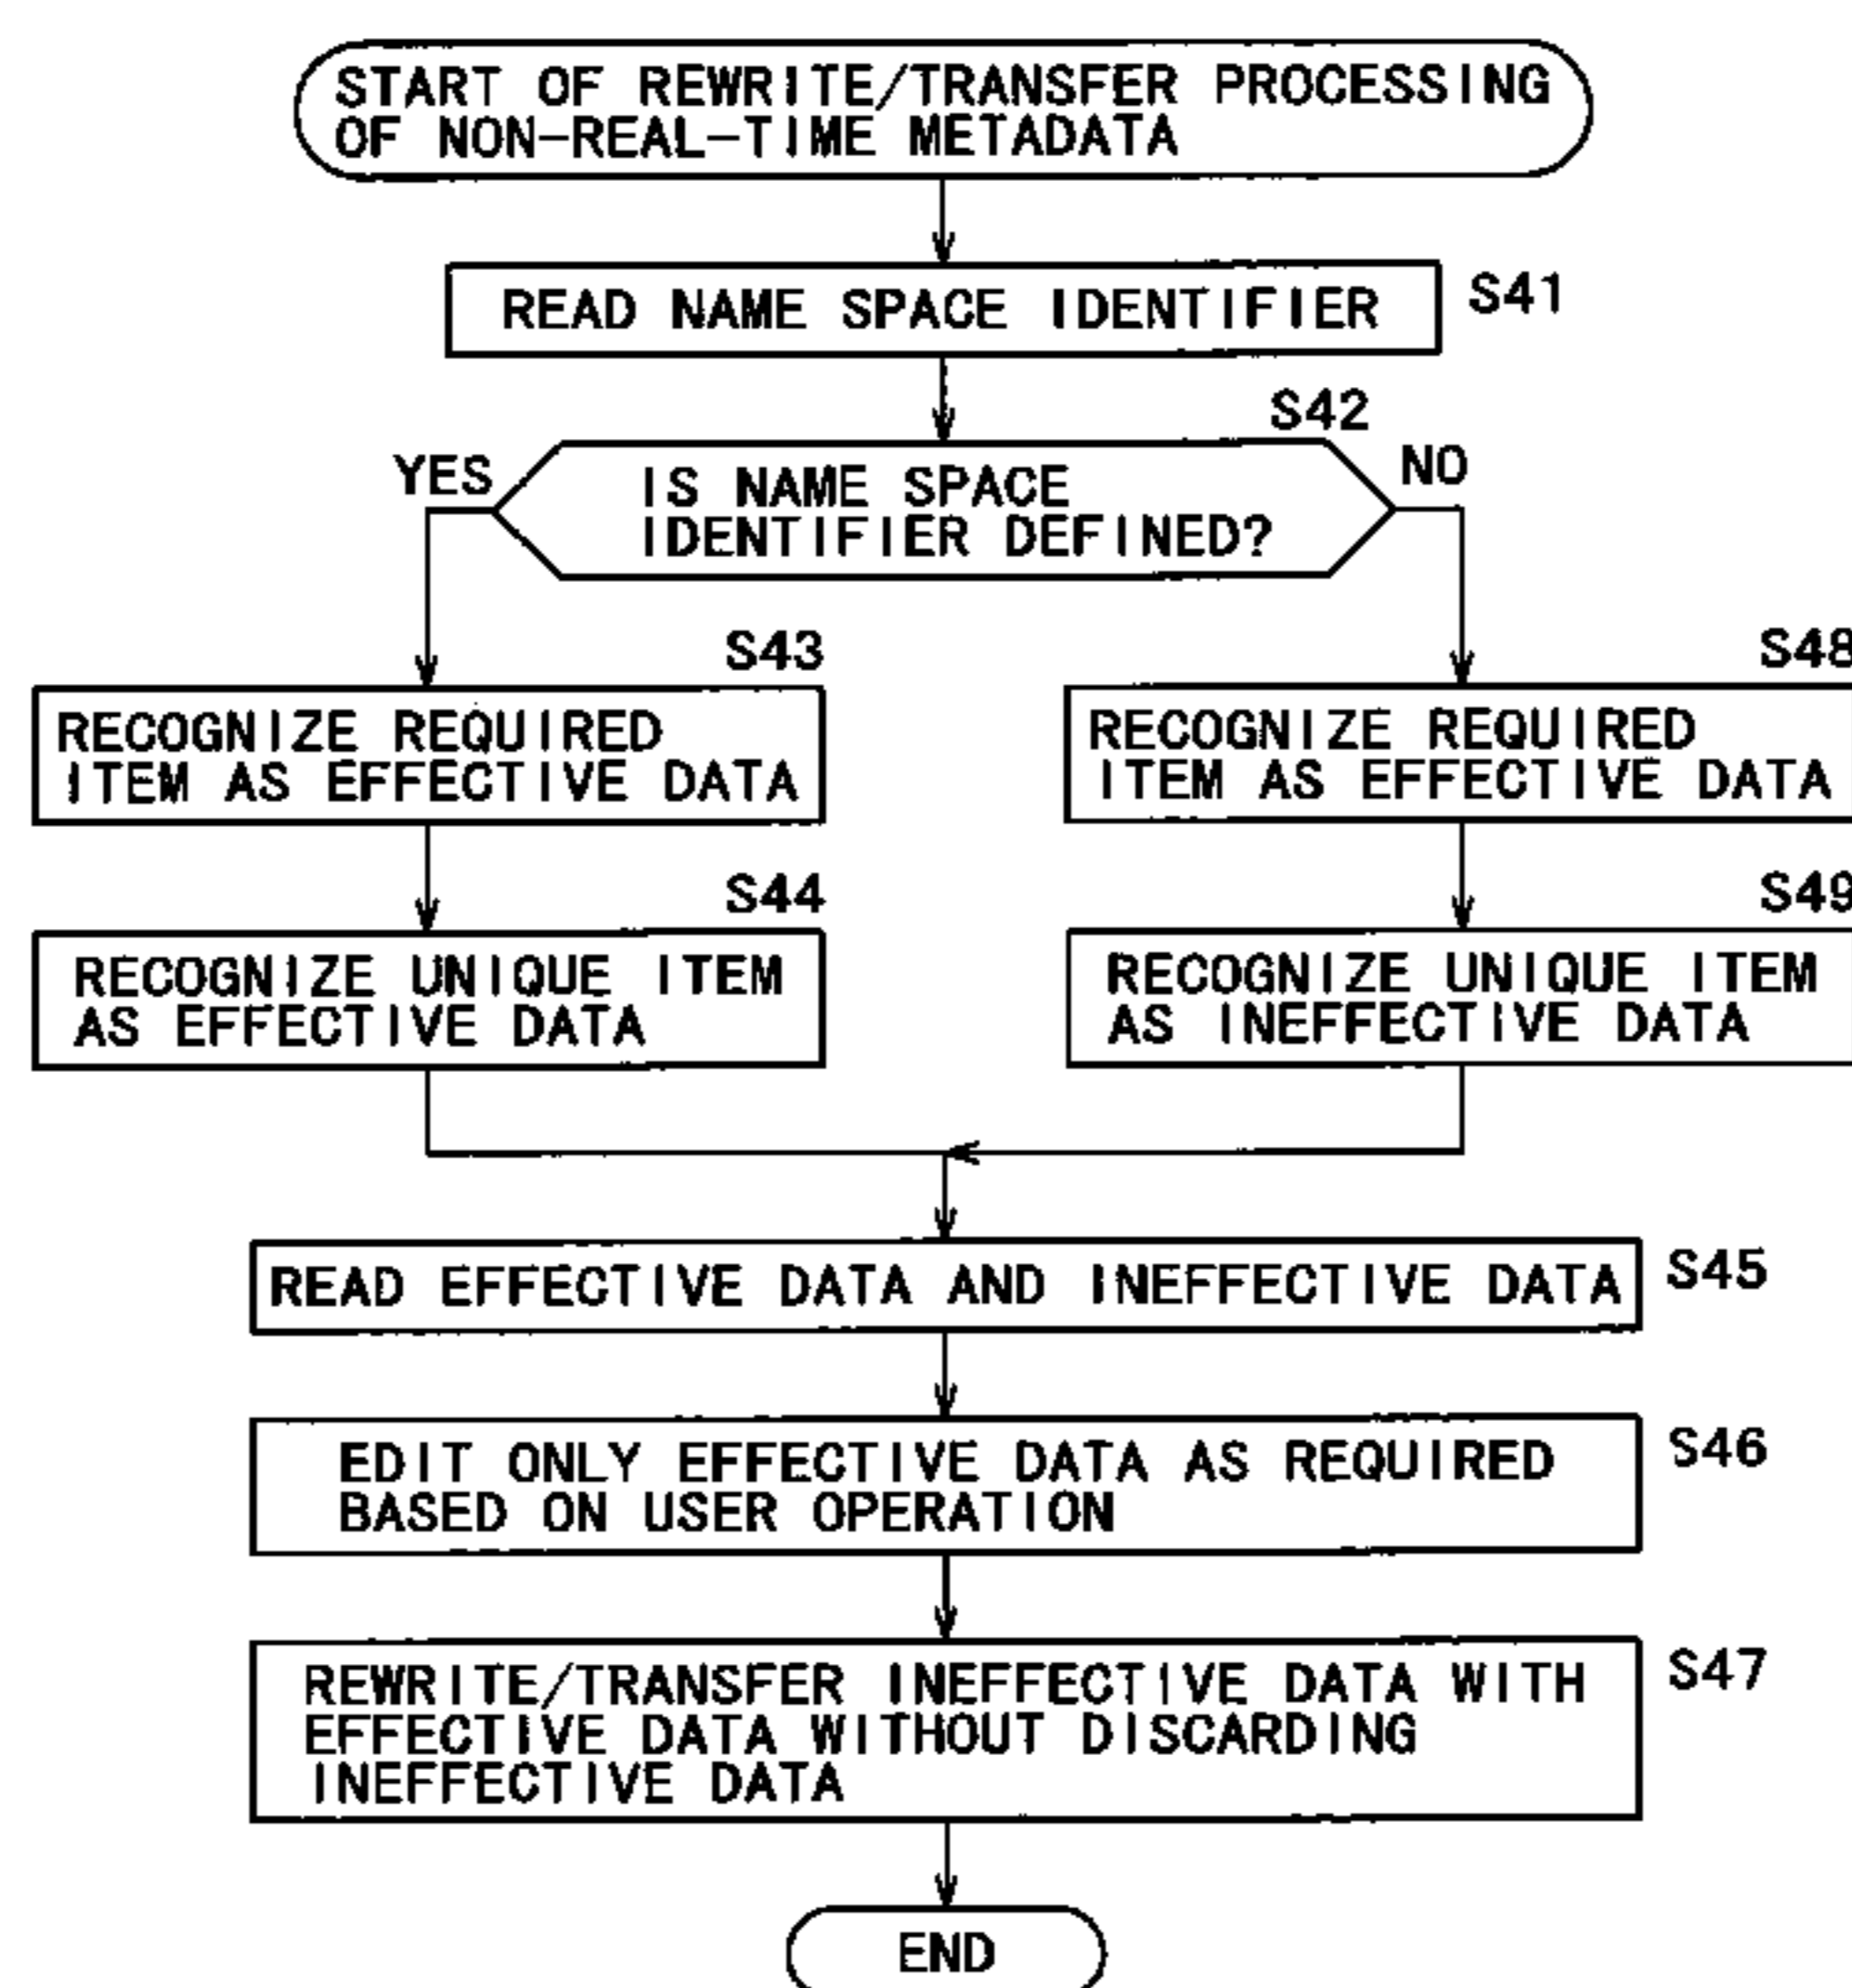 START OF REWRITE/TRANSFER PROCESSING
OF NON-REAL-TIME METADATA
READ NAME SPACE IDENTIFIER
S41
S42
YES
IS NAME SPACE
IDENTIFIER DEFINED?
NO
S43
RECOGNIZE REQUIRED
ITEM AS EFFECTIVE DATA
S48
RECOGNIZE REQUIRED
ITEM AS EFFECTIVE DATA
S44
RECOGNIZE UNIQUE ITEM
AS EFFECTIVE DATA
S49
RECOGNIZE UNIQUE ITEM
AS INEFFECTIVE DATA
READ EFFECTIVE DATA AND INEFFECTIVE DATA
S45
EDIT ONLY EFFECTIVE DATA AS REQUIRED
BASED ON USER OPERATION
S46
REWRITE/TRANSFER INEFFECTIVE DATA WITH
EFFECTIVE DATA WITHOUT DISCARDING
INEFFECTIVE DATA
S47
END